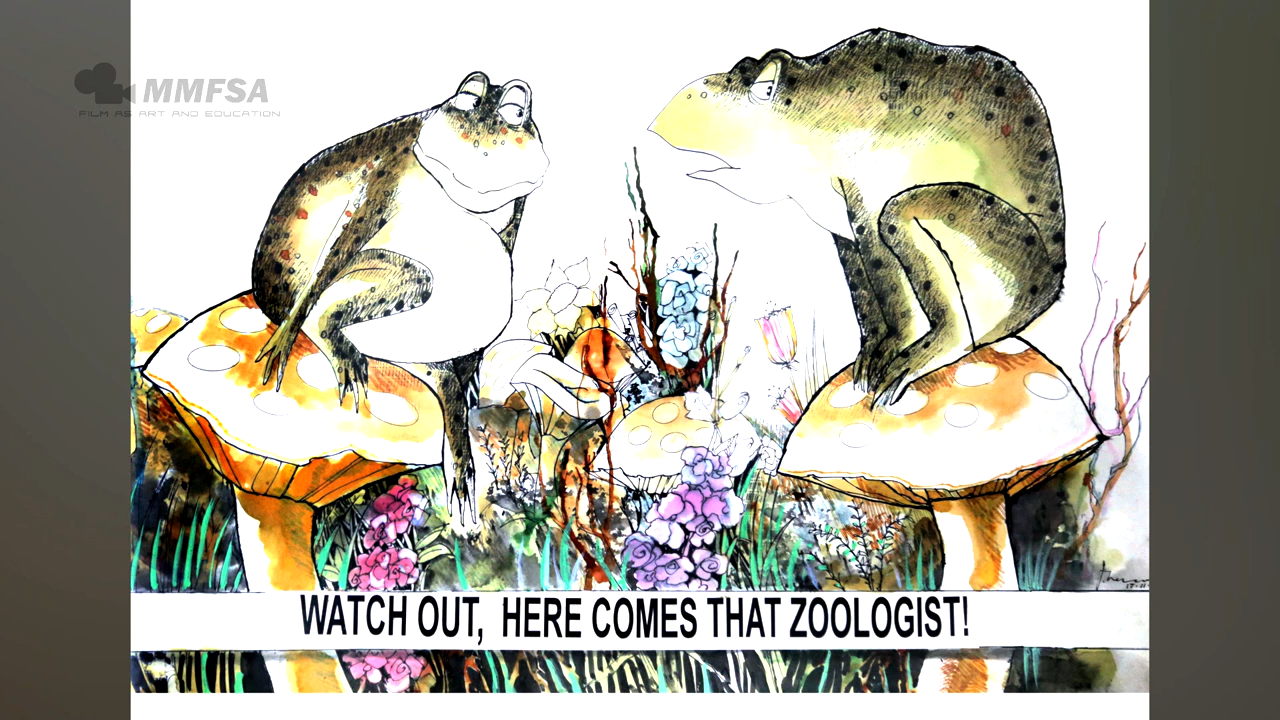 MMFSA
FILM AS ART AND EDUCATION
WATCH OUT, HERE COMES THAT ZOOLOGIST!